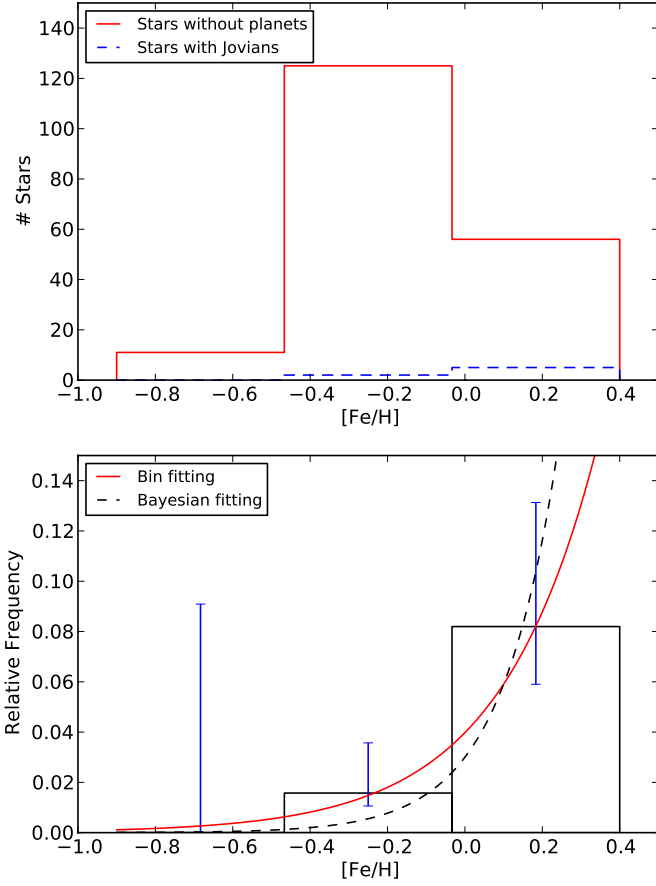 140
120
100
80
60
40
20
0
# Stars
Stars without planets
Stars with Jovians
−1.0 −0.8 −0.6 −0.4 −0.2 0.0 0.2 0.4
[Fe/H]
0.14
0.12
0.10
0.08
0.06
0.04
0.02
0.00
Relative Frequency
Bin fitting
Bayesian fitting
−1.0 −0.8 −0.6 −0.4 −0.2 0.0 0.2 0.4
[Fe/H]